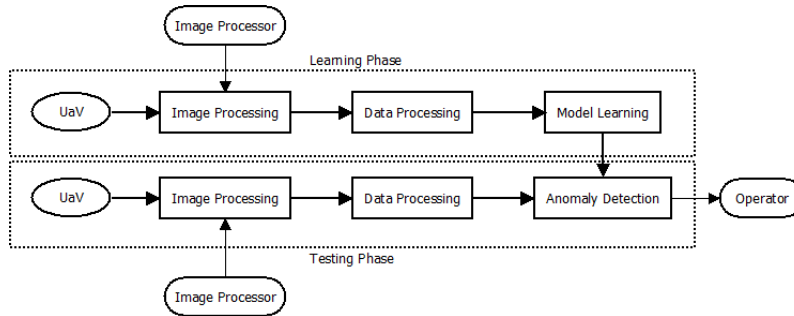 Image Processor
Learning Phase
UaV
Image Processing
Data Processing
Model Learning
UaV
Image Processing
Data Processing
Anomaly Detection
Operator
Testing Phase
Image Processor